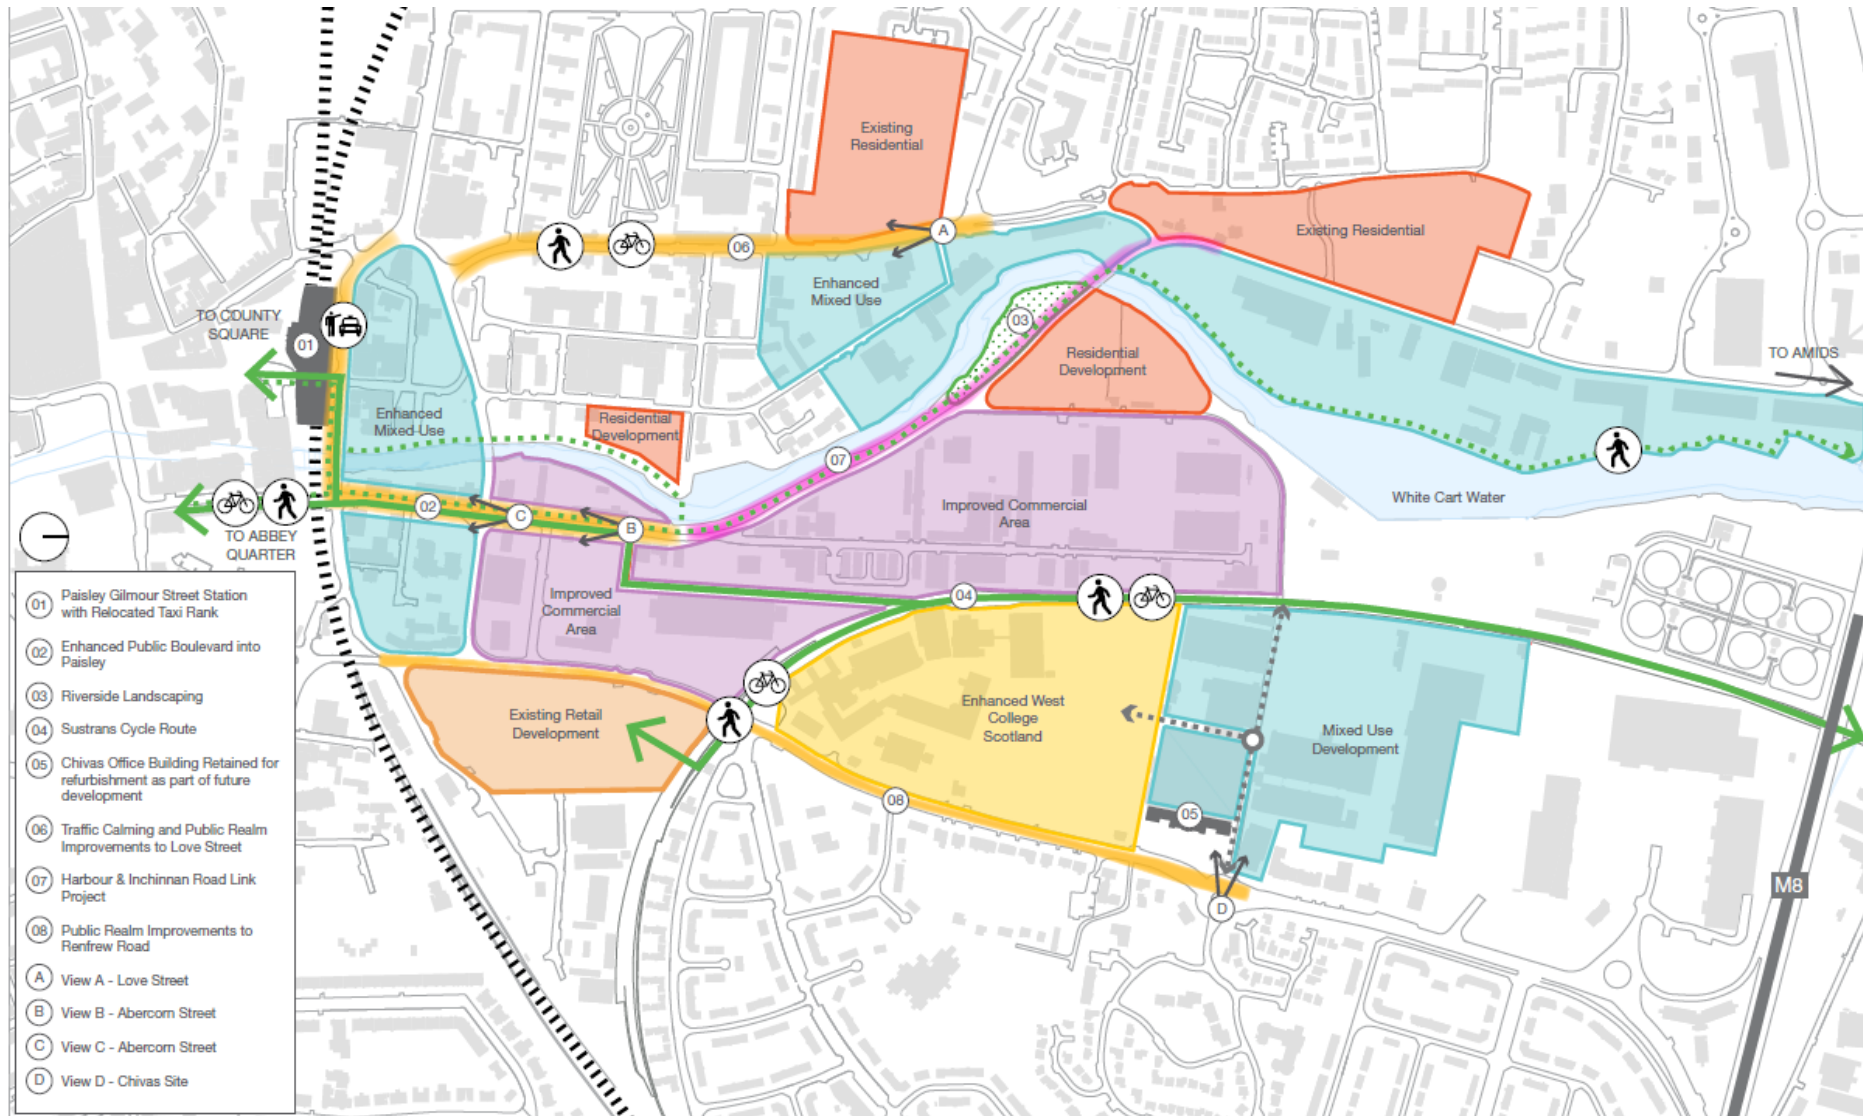 Existing
Residential
Existing Residential
A
06
Enhanced
Mixed Use
TO COUNTY
SQUARE
01
03
Residential
Development
TO AMIDS
Enhanced
Mixed Use
Residential
Development
07
White Cart Water
02
C
B
Improved Commercial
Area
TO ABBEY
QUARTER
Improved
Commercial
Area
04
Existing Retail
Development
Enhanced West
College
Scotland
Mixed Use
Development
08
05
D
M8
01 Paisley Gilmour Street Station
with Relocated Taxi Rank
02 Enhanced Public Boulevard into
Paisley
03 Riverside Landscaping
04 Sustrans Cycle Route
05 Chivas Office Building Retained for
refurbishment as part of future
development
06 Traffic Calming and Public Realm
Improvements to Love Street
07 Harbour & Inchinnan Road Link
Project
08 Public Realm Improvements to
Renfrew Road
A View A - Love Street
B View B - Abercorn Street
C View C - Abercorn Street
D View D - Chivas Site